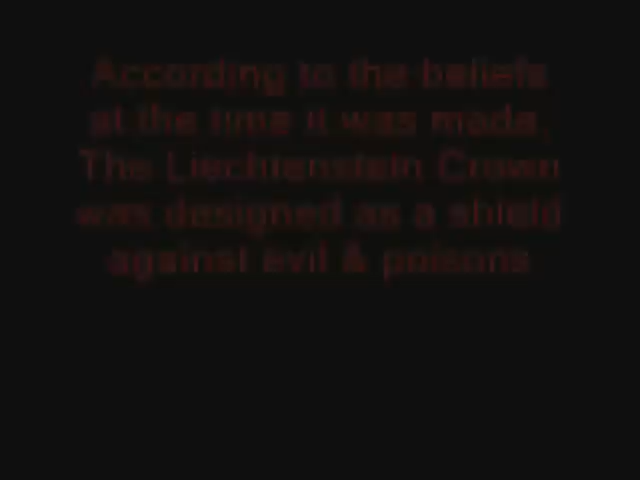 According to the beliefs
at the time it was made,
The Liechtenstein Crown
was designed as a shield
against evil & poisons